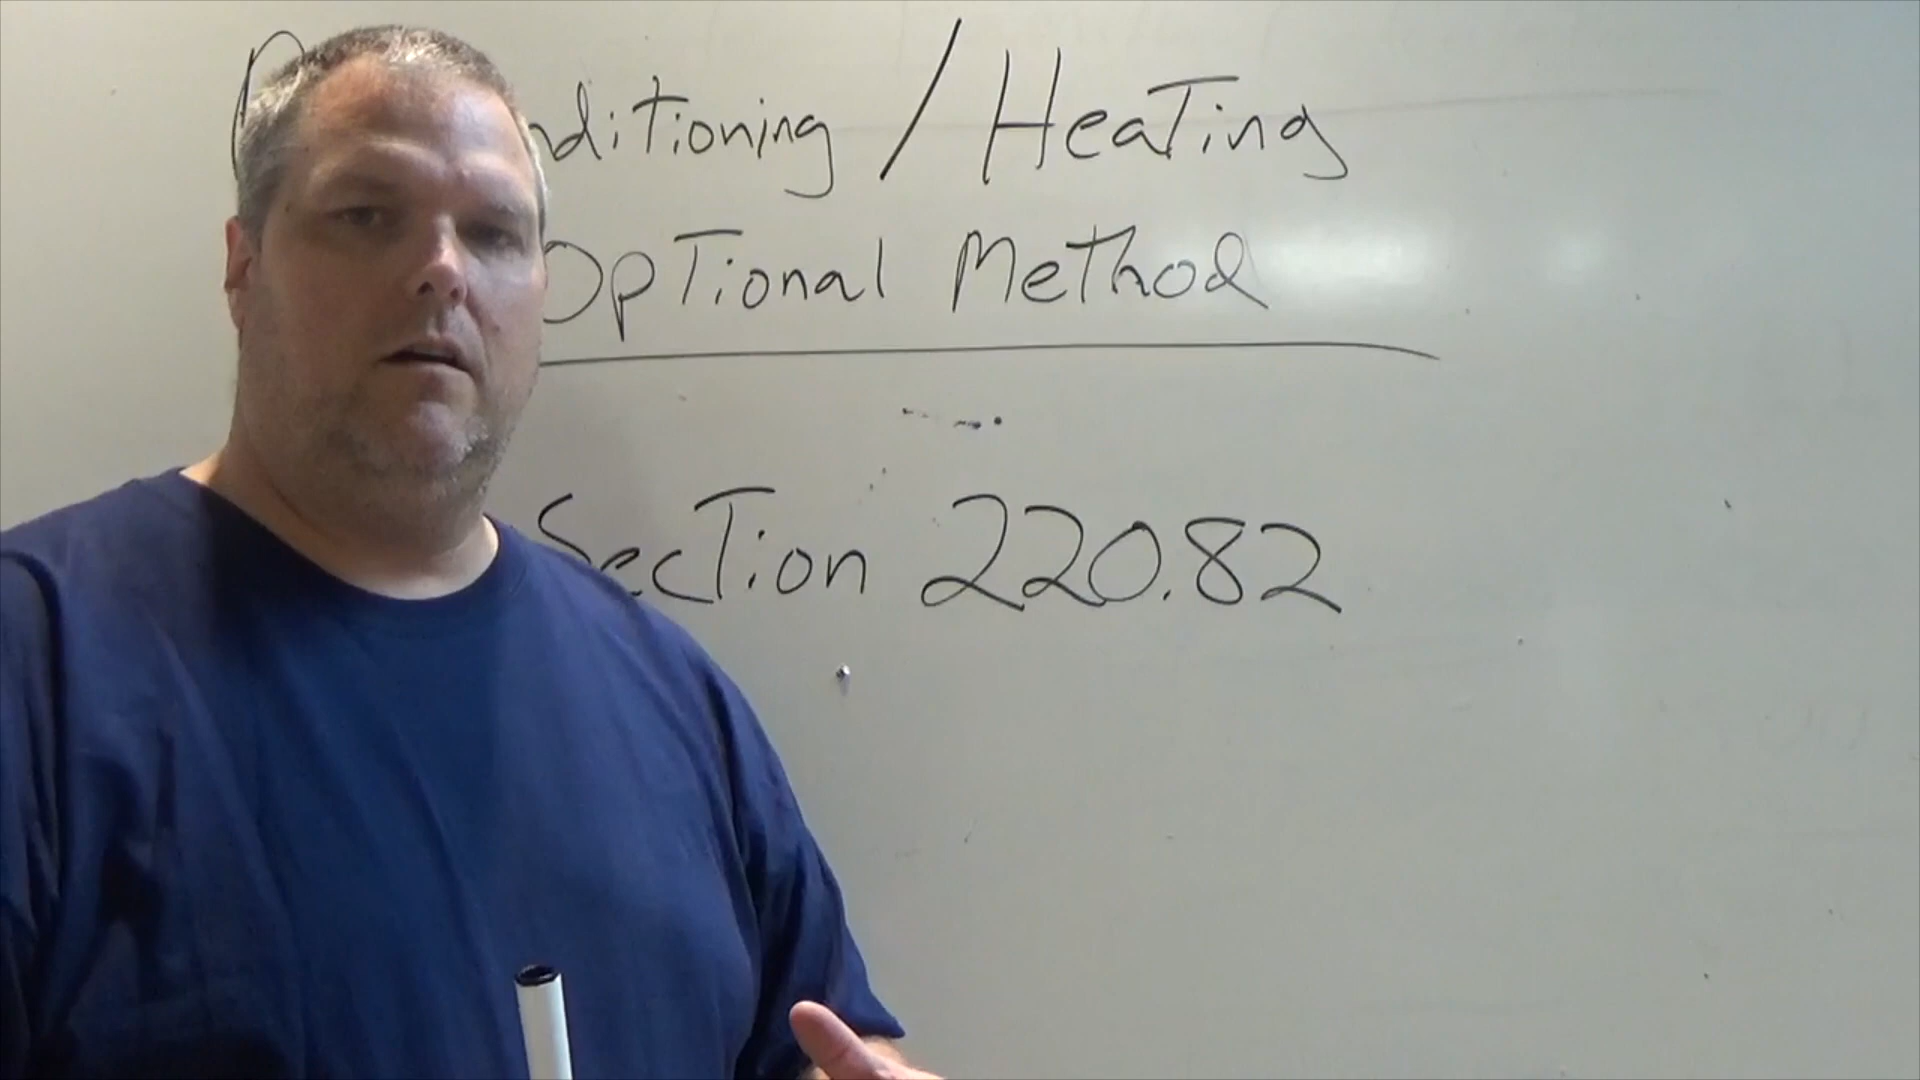 nditioning / Heating
Optional Method
Section 220.82